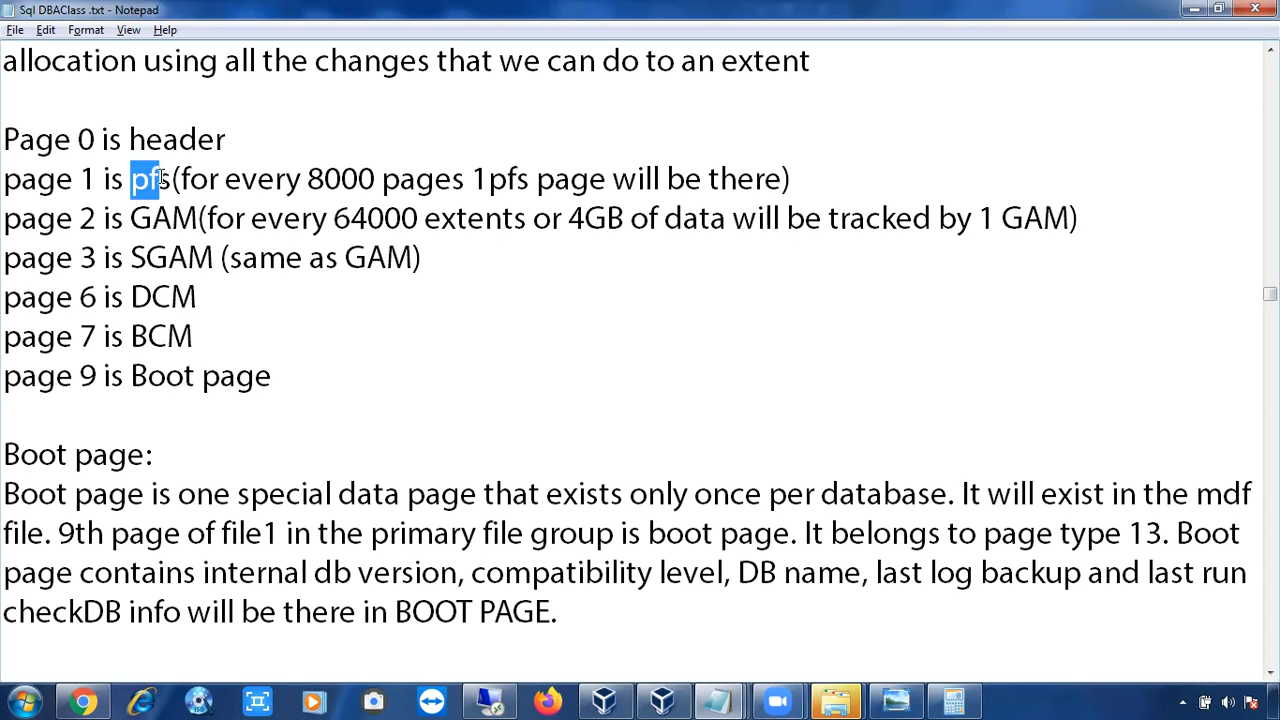 Sql DBAClass .txt - Notepad
File Edit Format View Help
allocation using all the changes that we can do to an extent
Page 0 is header
page 1 is pfs(for every 8000 pages 1pfs page will be there)
page 2 is GAM(for every 64000 extents or 4GB of data will be tracked by 1 GAM)
page 3 is SGAM (same as GAM)
page 6 is DCM
page 7 is BCM
page 9 is Boot page
Boot page:
Boot page is one special data page that exists only once per database. It will exist in the mdf
file. 9th page of file1 in the primary file group is boot page. It belongs to page type 13. Boot
page contains internal db version, compatibility level, DB name, last log backup and last run
checkDB info will be there in BOOT PAGE.